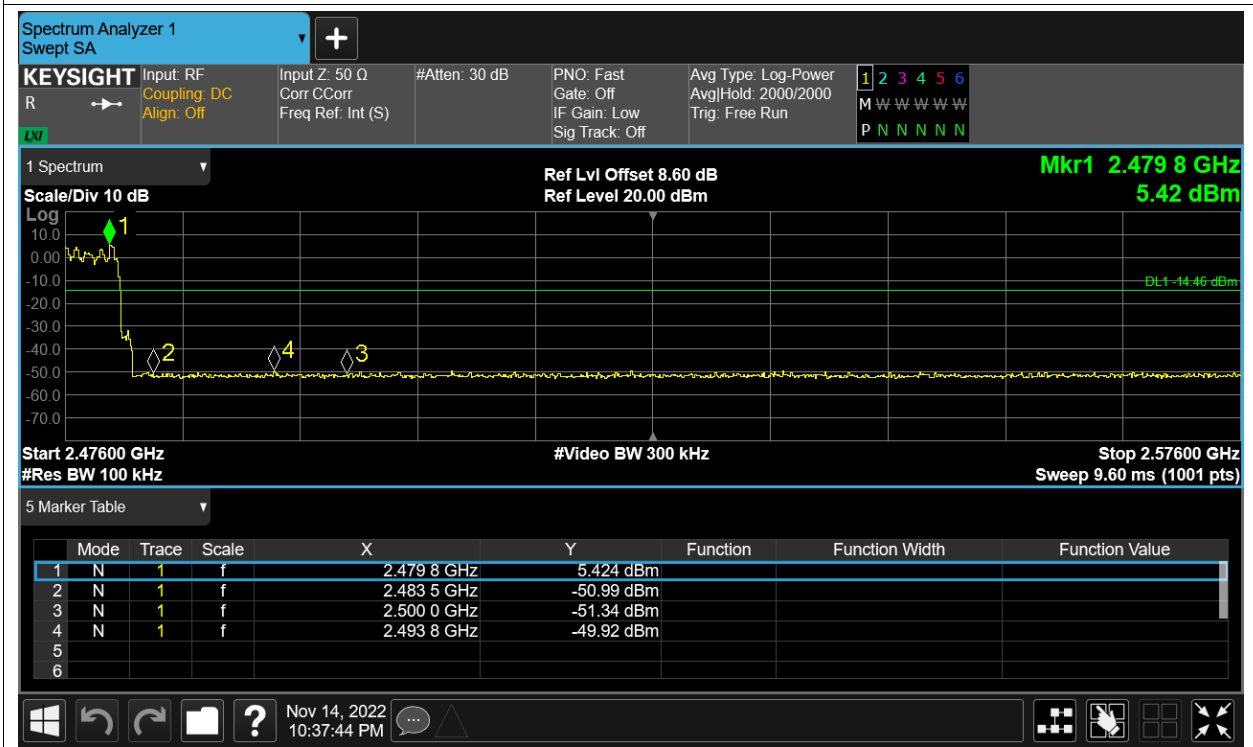 Spectrum Analyzer 1
Swept SA
+
KEYSIGHT Input: RF Input Z: 50 Ω #Atten: 30 dB PNO: Fast Avg Type: Log-Power 1 2 3 4 5 6
R Coupling: DC Corr CCorr Gate: Off Avg|Hold: 2000/2000 M W W W W W
Align: Off Freq Ref: Int (S) IF Gain: Low Trig: Free Run
LXI Sig Track: Off P N N N N N
1 Spectrum Ref Lvl Offset 8.60 dB Mkr1 2.479 8 GHz
Scale/Div 10 dB Ref Level 20.00 dBm 5.42 dBm
Log
1
10.0
0.00
-10.0
DL1 -14.46 dBm
-20.0
-30.0
-40.0
2 4 3
-50.0
-60.0
-70.0
Start 2.47600 GHz #Video BW 300 kHz Stop 2.57600 GHz
#Res BW 100 kHz Sweep 9.60 ms (1001 pts)
5 Marker Table
Mode Trace Scale X Y Function Function Width Function Value
1 N 1 f 2.479 8 GHz 5.424 dBm
2 N 1 f 2.483 5 GHz -50.99 dBm
3 N 1 f 2.500 0 GHz -51.34 dBm
4 N 1 f 2.493 8 GHz -49.92 dBm
5
6
? Nov 14, 2022
10:37:44 PM